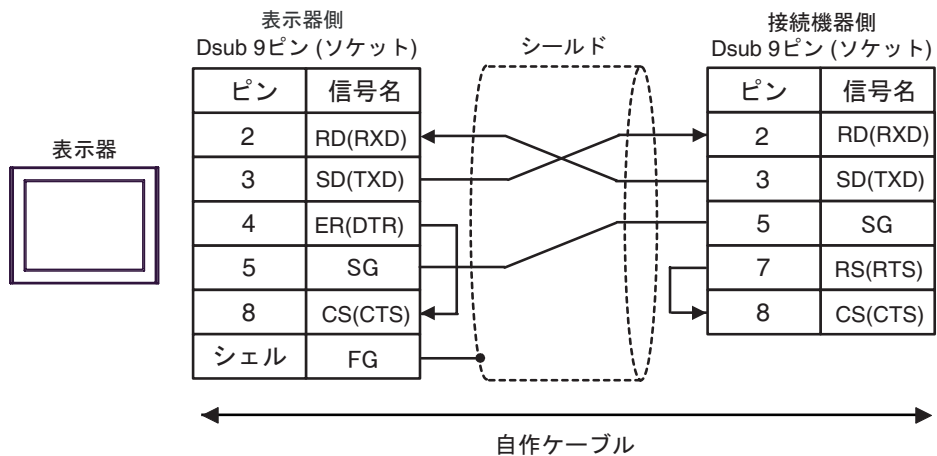 表示器側
Dsub 9ピン (ソケット)
シールド
接続機器側
Dsub 9ピン (ソケット)
表示器
ピン 信号名
2 RD(RXD)
3 SD(TXD)
4 ER(DTR)
5 SG
8 CS(CTS)
シェル FG
ピン 信号名
2 RD(RXD)
3 SD(TXD)
5 SG
7 RS(RTS)
8 CS(CTS)
自作ケーブル